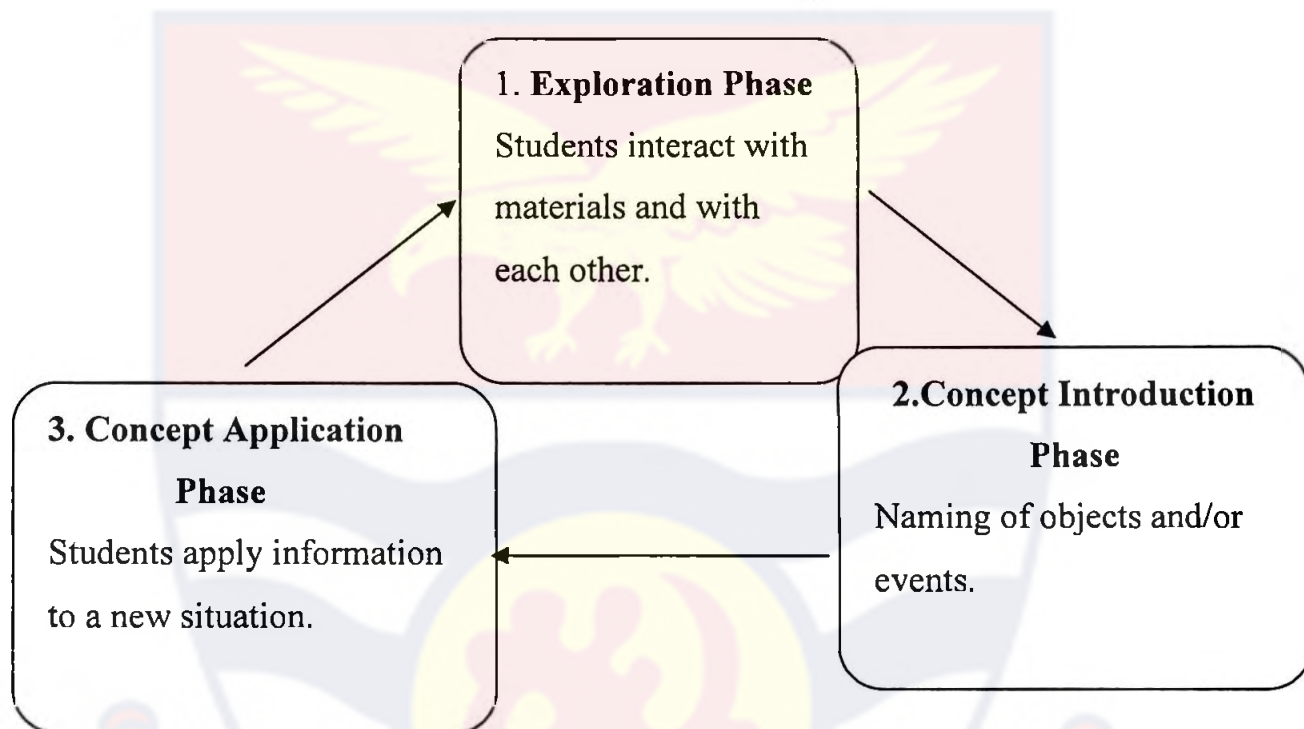 1. Exploration Phase
Students interact with
materials and with
each other.
2.Concept Introduction
Phase
Naming of objects and/or
events.
3. Concept Application
Phase
Students apply information
to a new situation.